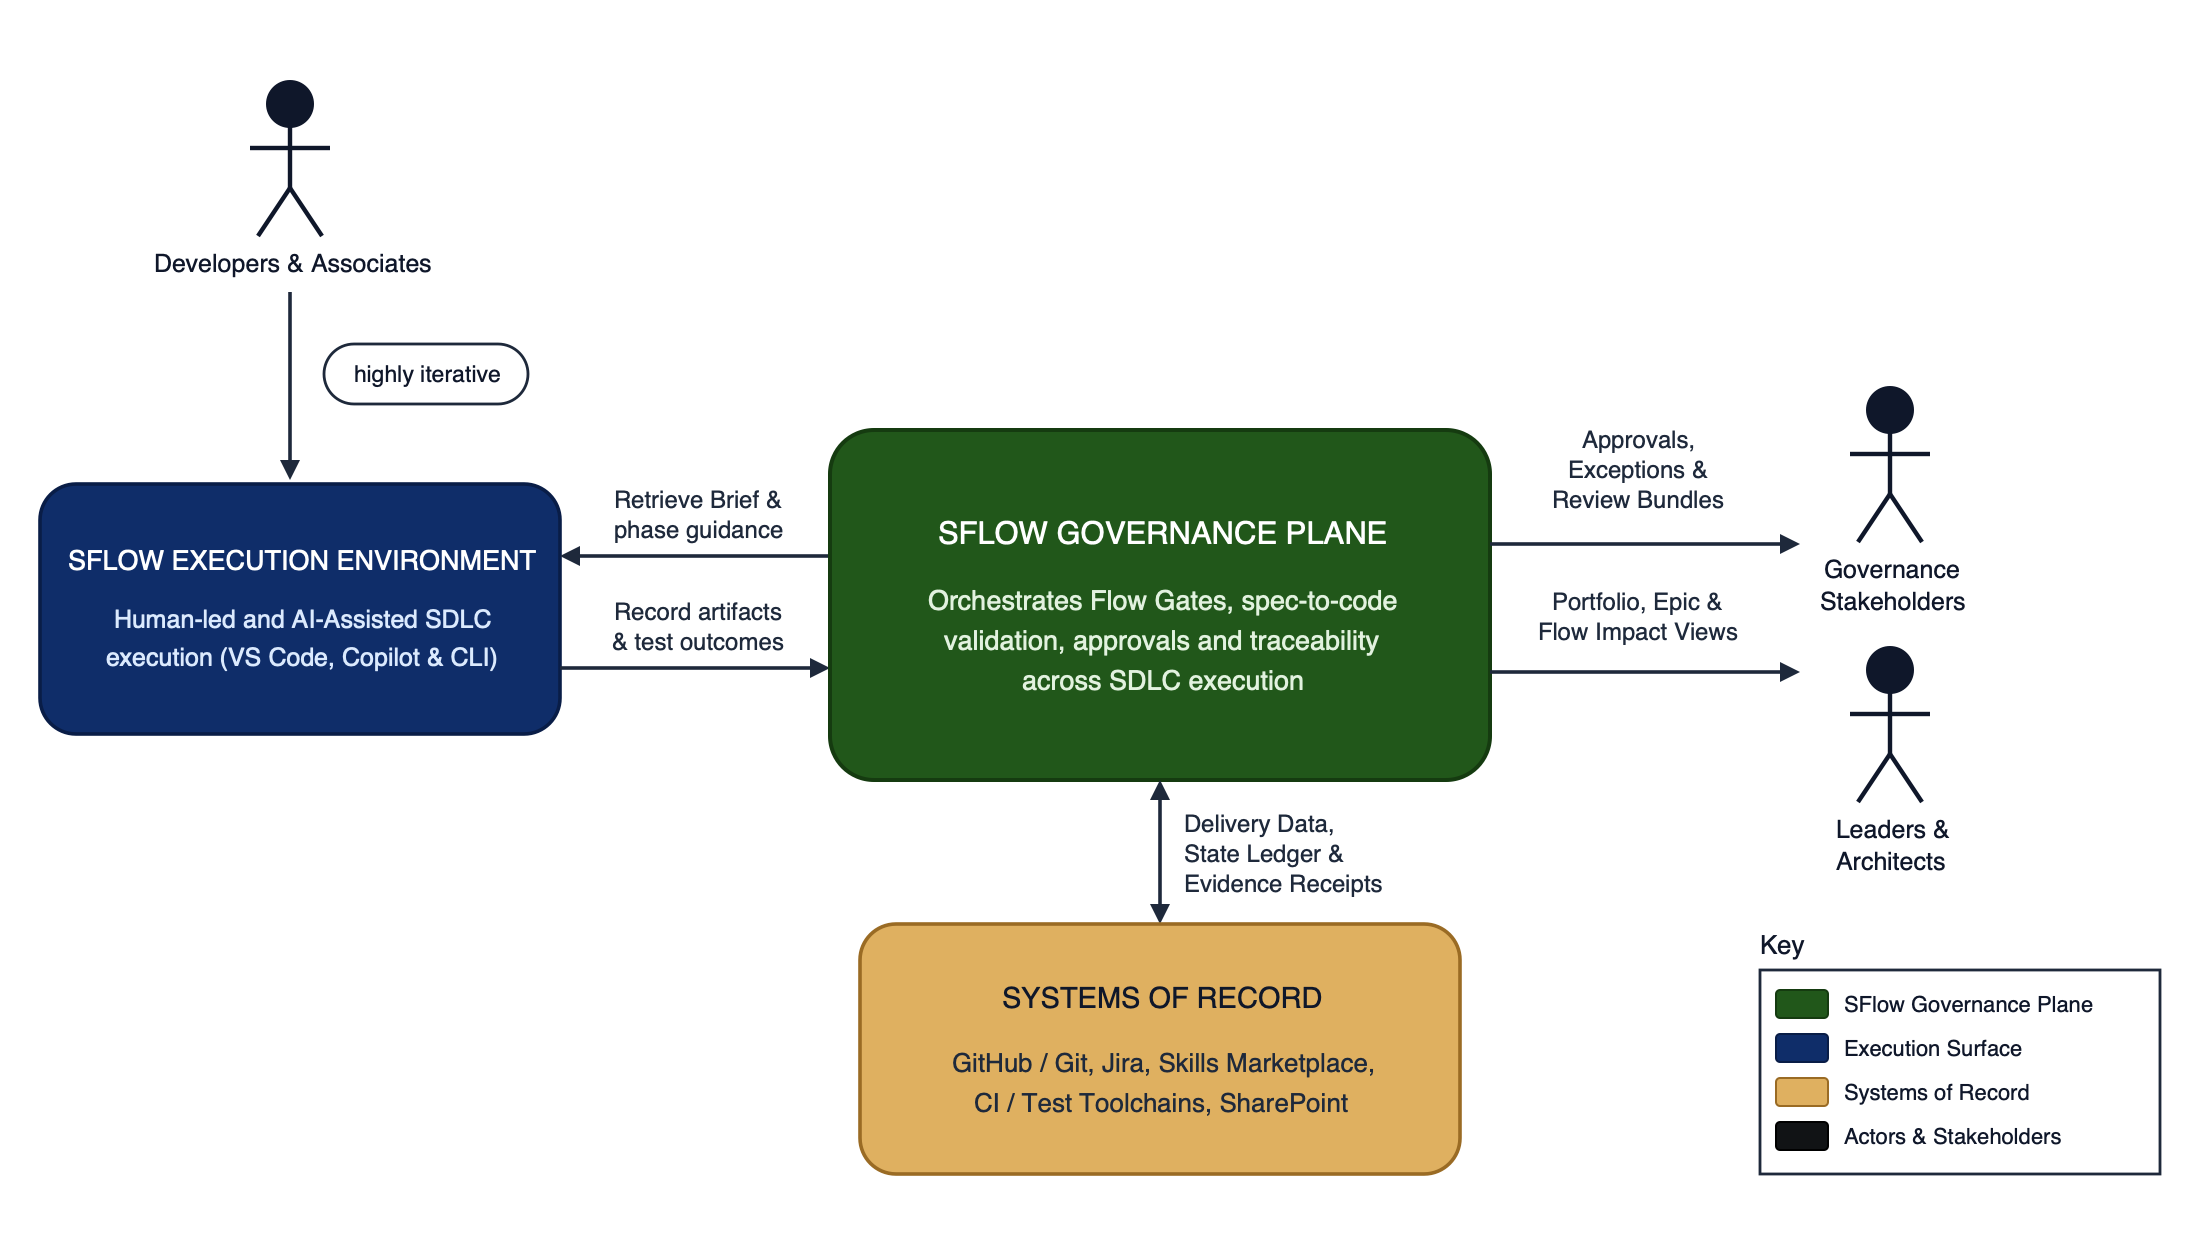 Developers & Associates
highly iterative
SFLOW EXECUTION ENVIRONMENT
Human-led and AI-Assisted SDLC
execution (VS Code, Copilot & CLI)
Retrieve Brief &
phase guidance
Record artifacts
& test outcomes
SFLOW GOVERNANCE PLANE
Orchestrates Flow Gates, spec-to-code
validation, approvals and traceability
across SDLC execution
Approvals,
Exceptions &
Review Bundles
Governance
Stakeholders
Portfolio, Epic &
Flow Impact Views
Leaders &
Architects
Delivery Data,
State Ledger &
Evidence Receipts
SYSTEMS OF RECORD
GitHub / Git, Jira, Skills Marketplace,
CI / Test Toolchains, SharePoint
Key
SFlow Governance Plane
Execution Surface
Systems of Record
Actors & Stakeholders